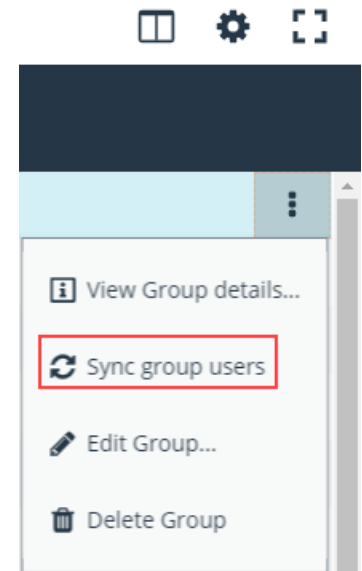 View Group details...
Sync group users
Edit Group...
Delete Group